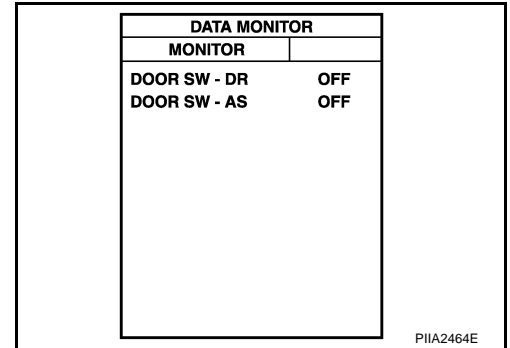 DATA MONITOR
MONITOR
DOOR SW - DR OFF
DOOR SW - AS OFF
PIIA2464E